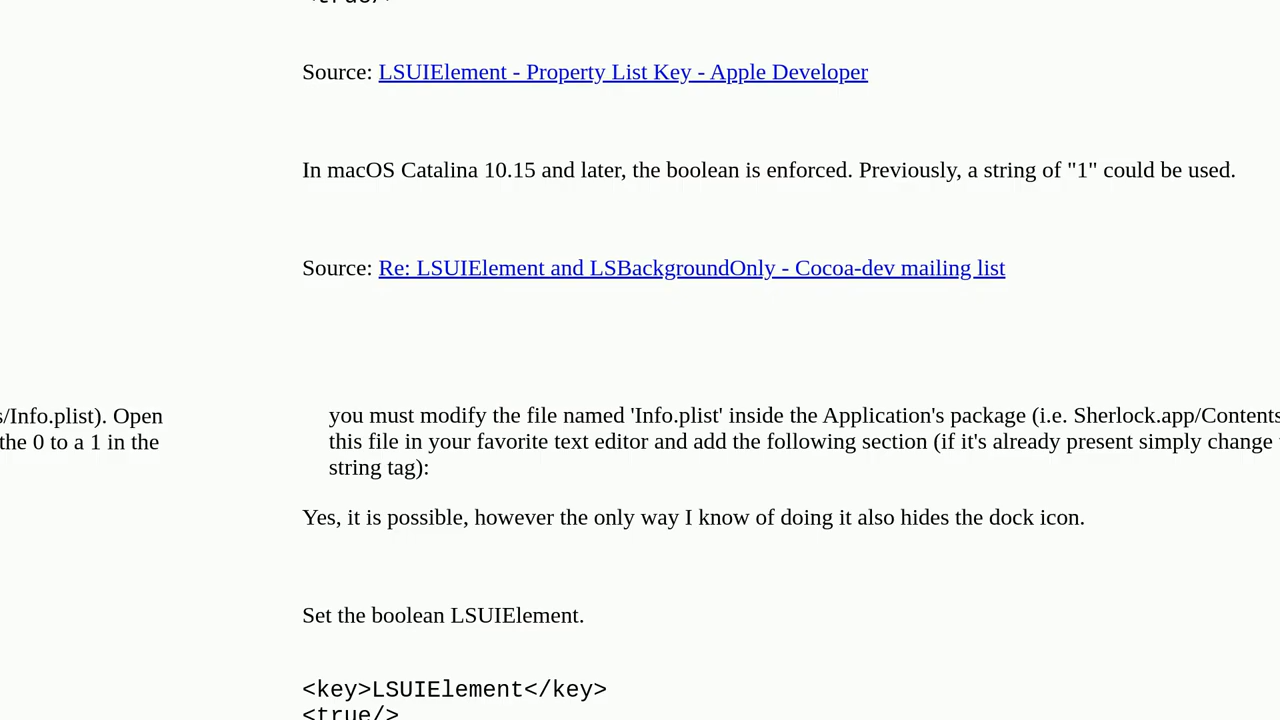 <true/>
Source: LSUIElement - Property List Key - Apple Developer
In macOS Catalina 10.15 and later, the boolean is enforced. Previously, a string of "1" could be used.
Source: Re: LSUIElement and LSBackgroundOnly - Cocoa-dev mailing list
s/Info.plist). Open
the 0 to a 1 in the
you must modify the file named 'Info.plist' inside the Application's package (i.e. Sherlock.app/Contents
this file in your favorite text editor and add the following section (if it's already present simply change
string tag):
Yes, it is possible, however the only way I know of doing it also hides the dock icon.
Set the boolean LSUIElement.
<key>LSUIElement</key>
<true/>